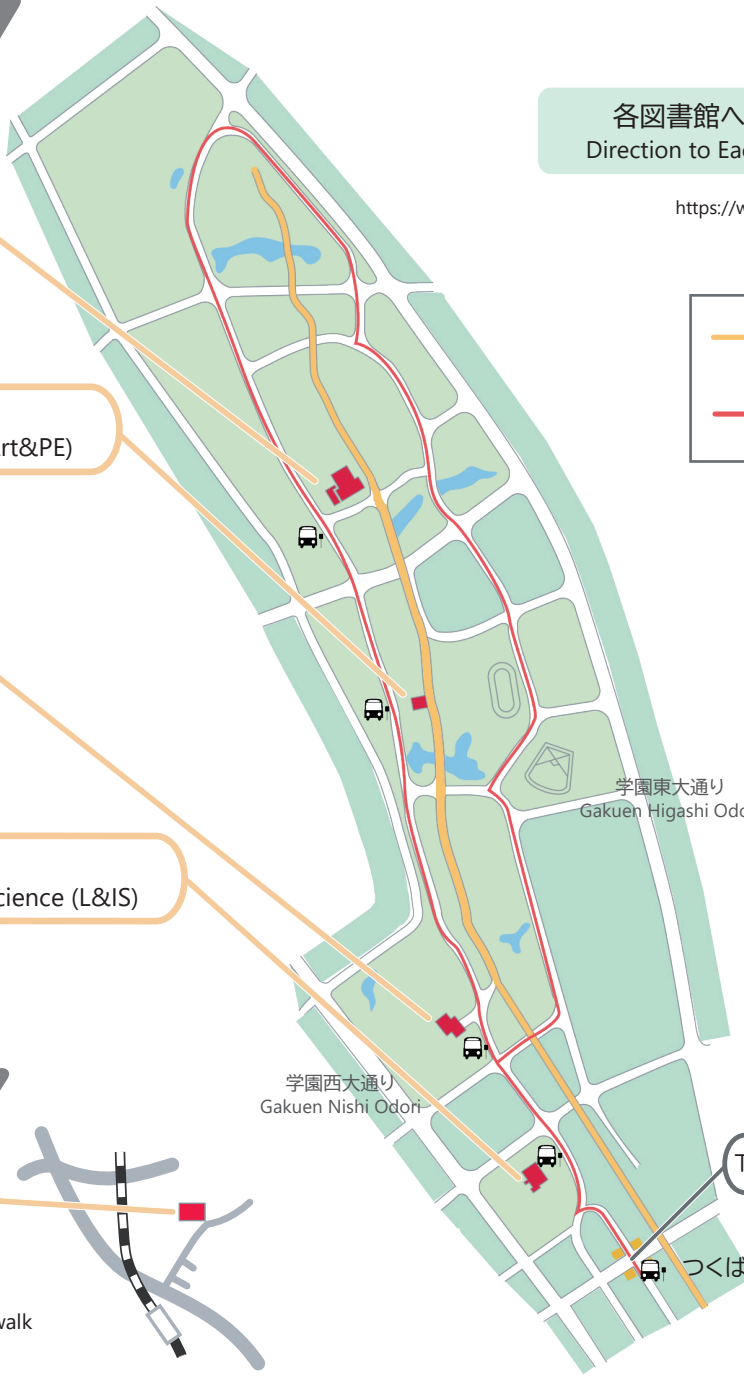 各図書館へ
Direction to Eac
https://w
rt&PE)
学園東大通り
Gakuen Higashi Odo
cience (L&IS)
学園西大通り
Gakuen Nishi Odori
T
つくば
walk